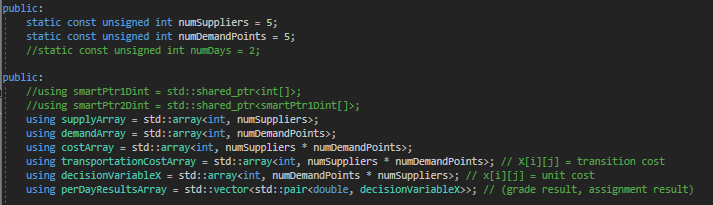 public:
static const unsigned int numSuppliers = 5;
static const unsigned int numDemandPoints = 5;
//static const unsigned int numDays = 2;
public:
//using smartPtr1Dint = std::shared_ptr<int[]>;
//using smartPtr2Dint = std::shared_ptr<smartPtr1Dint[]>;
using supplyArray = std::array<int, numSuppliers>;
using demandArray = std::array<int, numDemandPoints>;
using costArray = std::array<int, numSuppliers * numDemandPoints>;
using transportationCostArray = std::array<int, numSuppliers * numDemandPoints>; // X[i][j] = transition cost
using decisionVariableX = std::array<int, numDemandPoints * numSuppliers>; // x[i][j] = unit cost
using perDayResultsArray = std::vector<std::pair<double, decisionVariableX>>; // (grade result, assignment result)